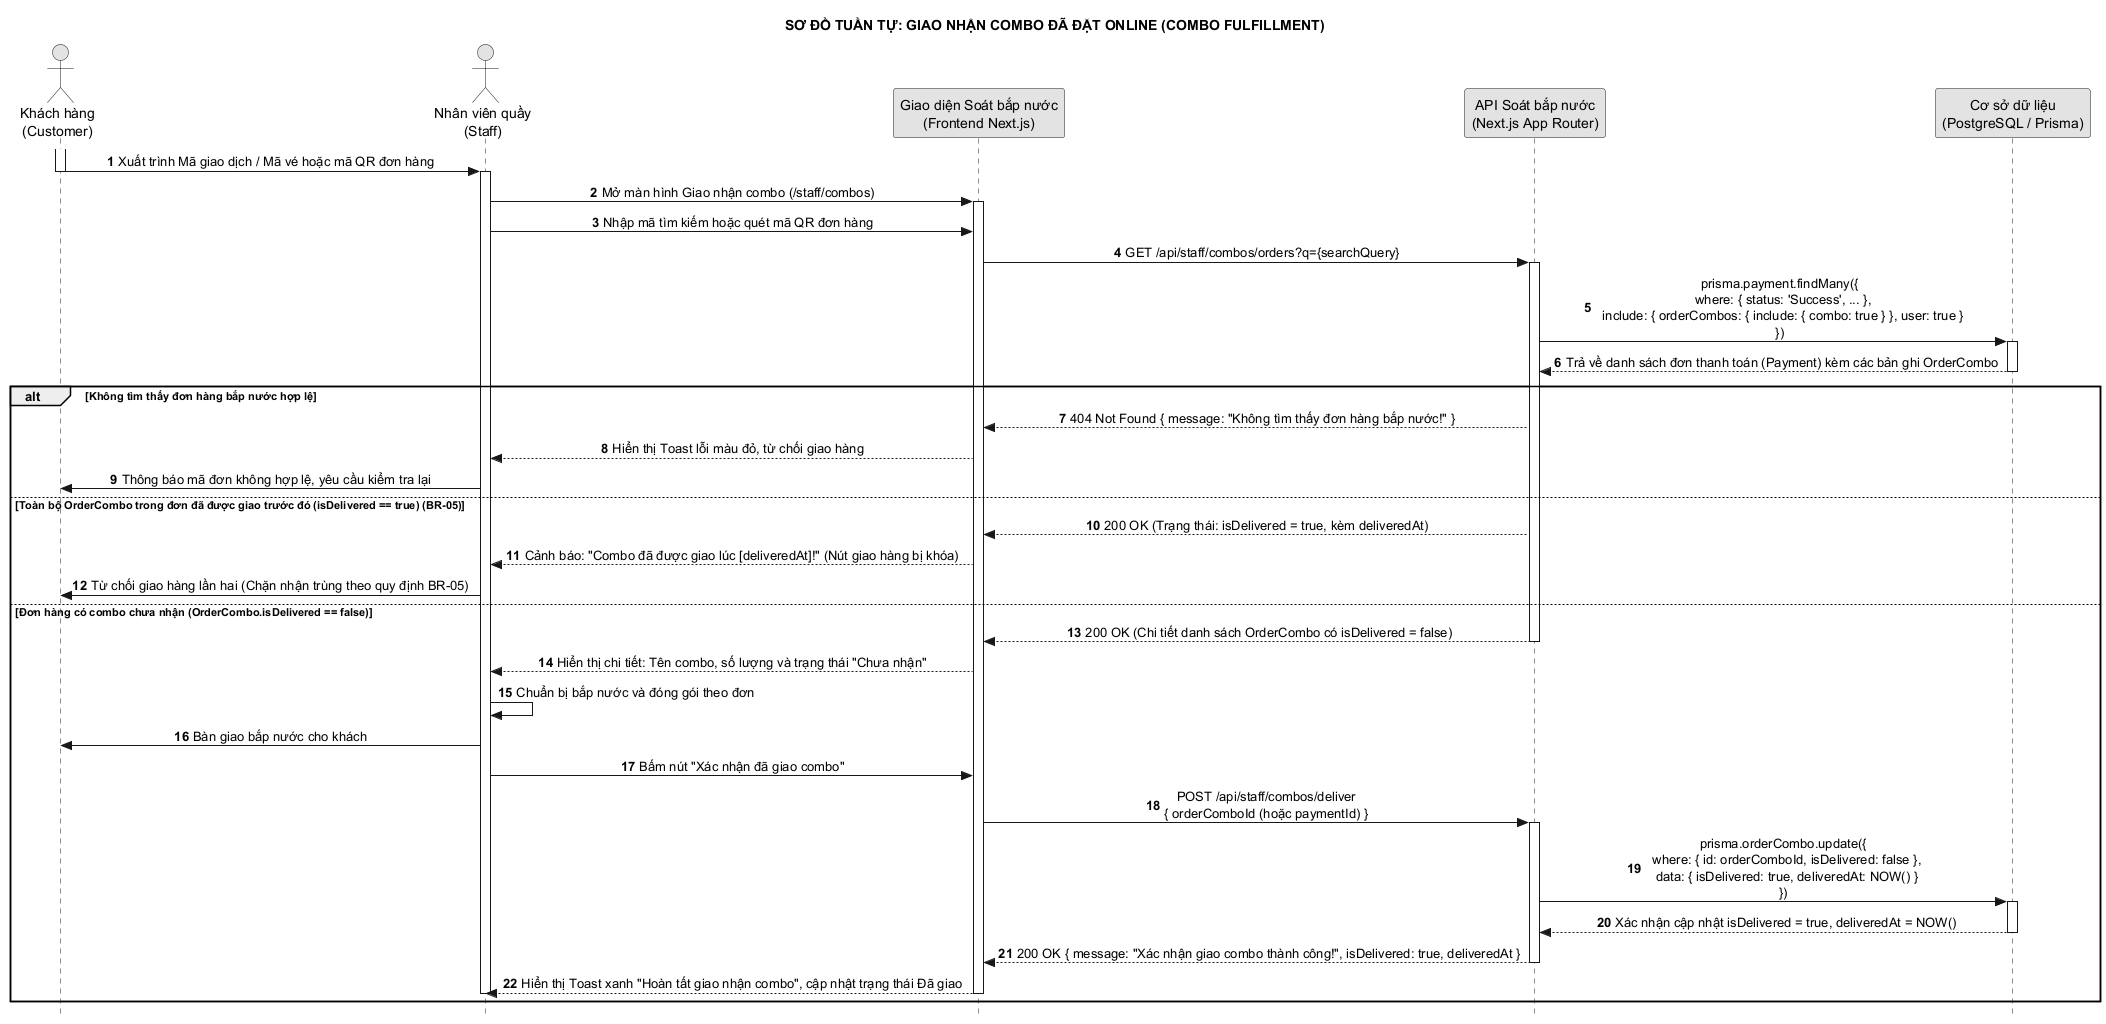 SƠ ĐỒ TUẦN TỰ: GIAO NHẬN COMBO ĐÃ ĐẶT ONLINE (COMBO FULFILLMENT)
Khách hàng
(Customer)
Nhân viên quầy
(Staff)
Giao diện Soát bắp nước
(Frontend Next.js)
API Soát bắp nước
(Next.js App Router)
Cơ sở dữ liệu
(PostgreSQL / Prisma)
1 Xuất trình Mã giao dịch / Mã vé hoặc mã QR đơn hàng
2 Mở màn hình Giao nhận combo (/staff/combos)
3 Nhập mã tìm kiếm hoặc quét mã QR đơn hàng
4 GET /api/staff/combos/orders?q={searchQuery}
prisma.payment.findMany({
where: { status: 'Success', ... },
5 include: { orderCombos: { include: { combo: true } }, user: true }
})
6 Trả về danh sách đơn thanh toán (Payment) kèm các bản ghi OrderCombo
alt [Không tìm thấy đơn hàng bắp nước hợp lệ]
7 404 Not Found { message: "Không tìm thấy đơn hàng bắp nước!" }
8 Hiển thị Toast lỗi màu đỏ, từ chối giao hàng
9 Thông báo mã đơn không hợp lệ, yêu cầu kiểm tra lại
[Toàn bộ OrderCombo trong đơn đã được giao trước đó (isDelivered == true) (BR-05)]
10 200 OK (Trạng thái: isDelivered = true, kèm deliveredAt)
11 Cảnh báo: "Combo đã được giao lúc [deliveredAt]!" (Nút giao hàng bị khóa)
12 Từ chối giao hàng lần hai (Chặn nhận trùng theo quy định BR-05)
[Đơn hàng có combo chưa nhận (OrderCombo.isDelivered == false)]
13 200 OK (Chi tiết danh sách OrderCombo có isDelivered = false)
14 Hiển thị chi tiết: Tên combo, số lượng và trạng thái "Chưa nhận"
15 Chuẩn bị bắp nước và đóng gói theo đơn
16 Bàn giao bắp nước cho khách
17 Bấm nút "Xác nhận đã giao combo"
POST /api/staff/combos/deliver
18 { orderComboId (hoặc paymentId) }
prisma.orderCombo.update({
where: { id: orderComboId, isDelivered: false },
19 data: { isDelivered: true, deliveredAt: NOW() }
})
20 Xác nhận cập nhật isDelivered = true, deliveredAt = NOW()
21 200 OK { message: "Xác nhận giao combo thành công!", isDelivered: true, deliveredAt }
22 Hiển thị Toast xanh "Hoàn tất giao nhận combo", cập nhật trạng thái Đã giao